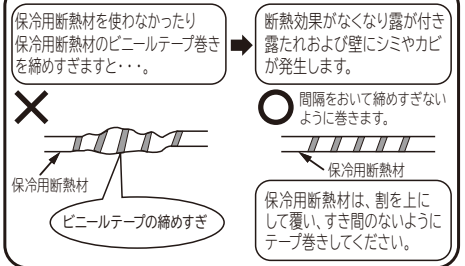 保冷用断熱材を使わなかったり
保冷用断熱材のビニールテープ巻き
を締めすぎますと・・・。
断熱効果がなくなり露が付き
露たれおよび壁にシミやカビ
が発生します。
保冷用断熱材
ビニールテープの締めすぎ
間隔をおいて締めすぎない
ように巻きます。
保冷用断熱材
保冷用断熱材は、割を上に
して覆い、すき間のないように
テープ巻きしてください。